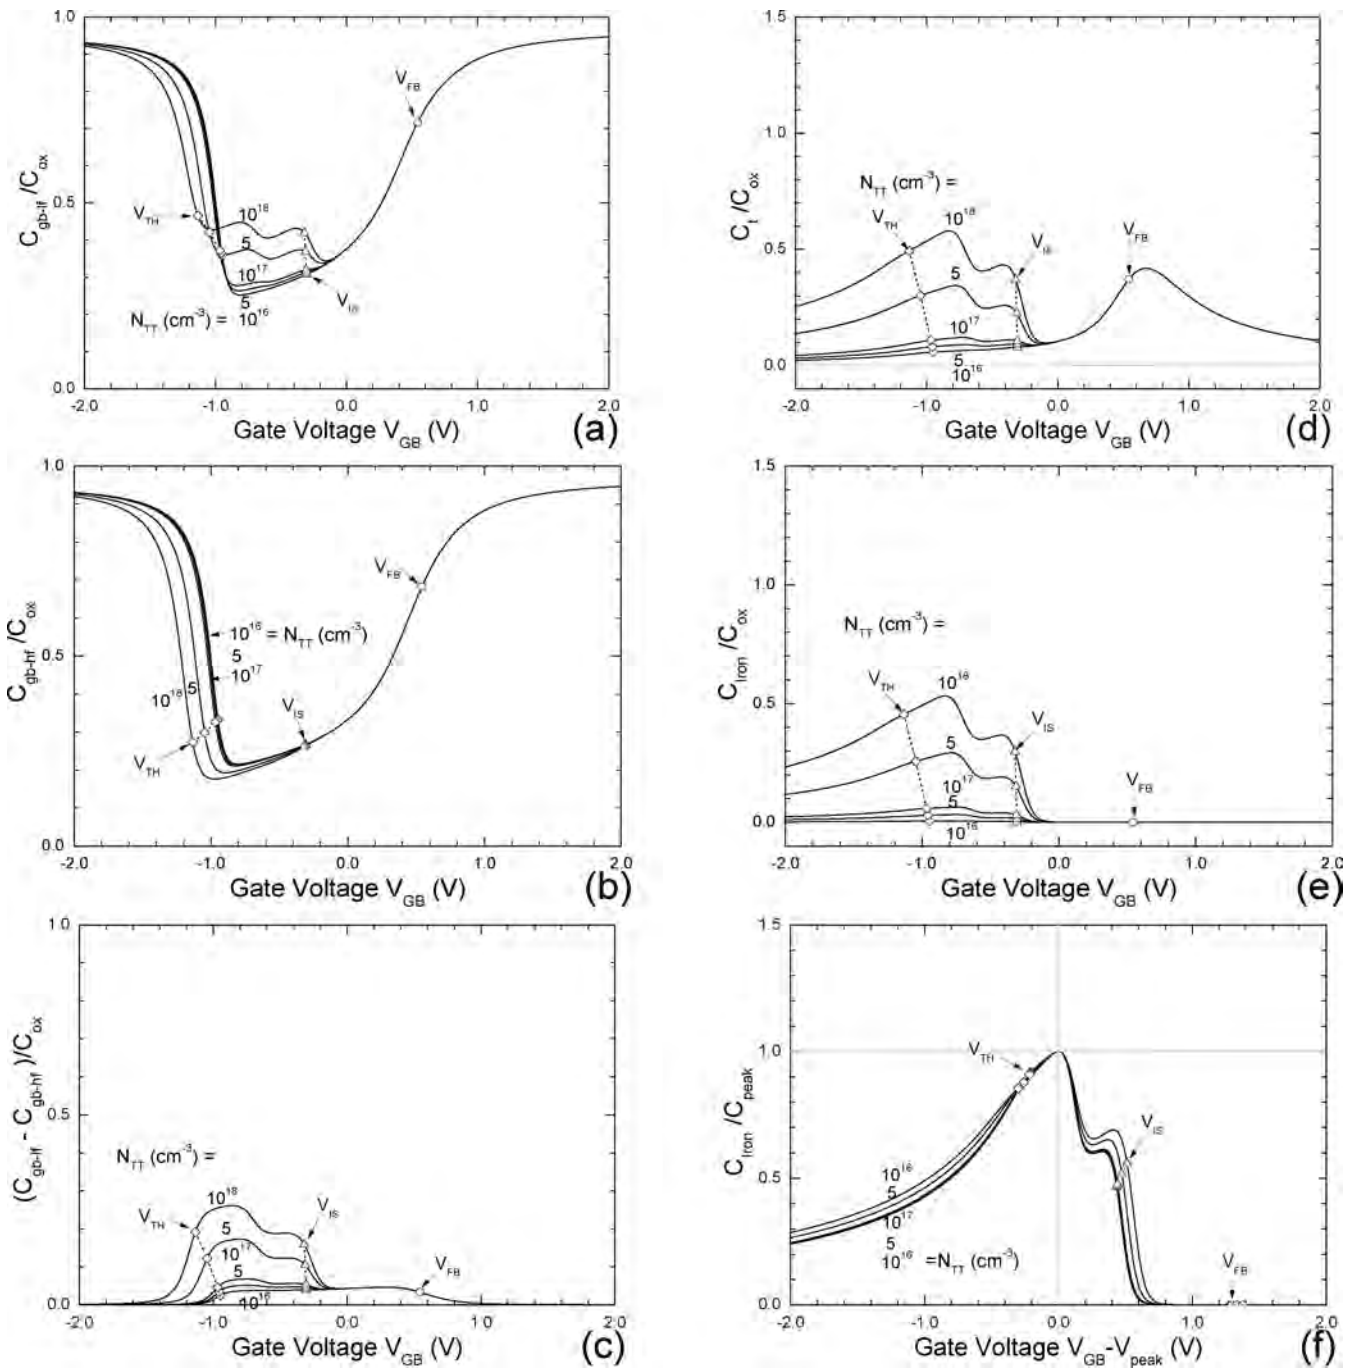 1.0
0.5
0.0
C_gb-lf /C_ox
V_FB
V_TH
10^18
5
10^17
5
N_TT (cm^-3) = 10^16
V_IS
-2.0 -1.0 0.0 1.0 2.0
Gate Voltage V_GB (V)
(a)
1.0
0.5
0.0
C_gb-hf /C_ox
V_FB
10^16 = N_TT (cm^-3)
5
10^17
10^18 5
V_IS
V_TH
-2.0 -1.0 0.0 1.0 2.0
Gate Voltage V_GB (V)
(b)
1.0
0.5
0.0
(C_gb-lf - C_gb-hf )/C_ox
N_TT (cm^-3) =
10^18
V_TH
5
V_IS
10^17
5
V_FB
10^16
-2.0 -1.0 0.0 1.0 2.0
Gate Voltage V_GB (V)
(c)
1.5
1.0
0.5
0.0
C_t /C_ox
N_TT (cm^-3) =
V_TH
10^18
V_FB
5
V_IS
10^17
5
10^16
-2.0 -1.0 0.0 1.0 2.0
Gate Voltage V_GB (V)
(d)
1.5
1.0
0.5
0.0
C_Iron /C_ox
N_TT (cm^-3) =
V_TH
10^18
V_IS
5
10^17
5
V_FB
10^16
-2.0 -1.0 0.0 1.0 2.0
Gate Voltage V_GB (V)
(e)
1.5
1.0
0.5
0.0
C_Iron /C_peak
V_TH
V_IS
10^18
5
10^17
5
10^16 =N_TT (cm^-3)
V_FB
-2.0 -1.0 0.0 1.0 2.0
Gate Voltage V_GB-V_peak (V)
(f)